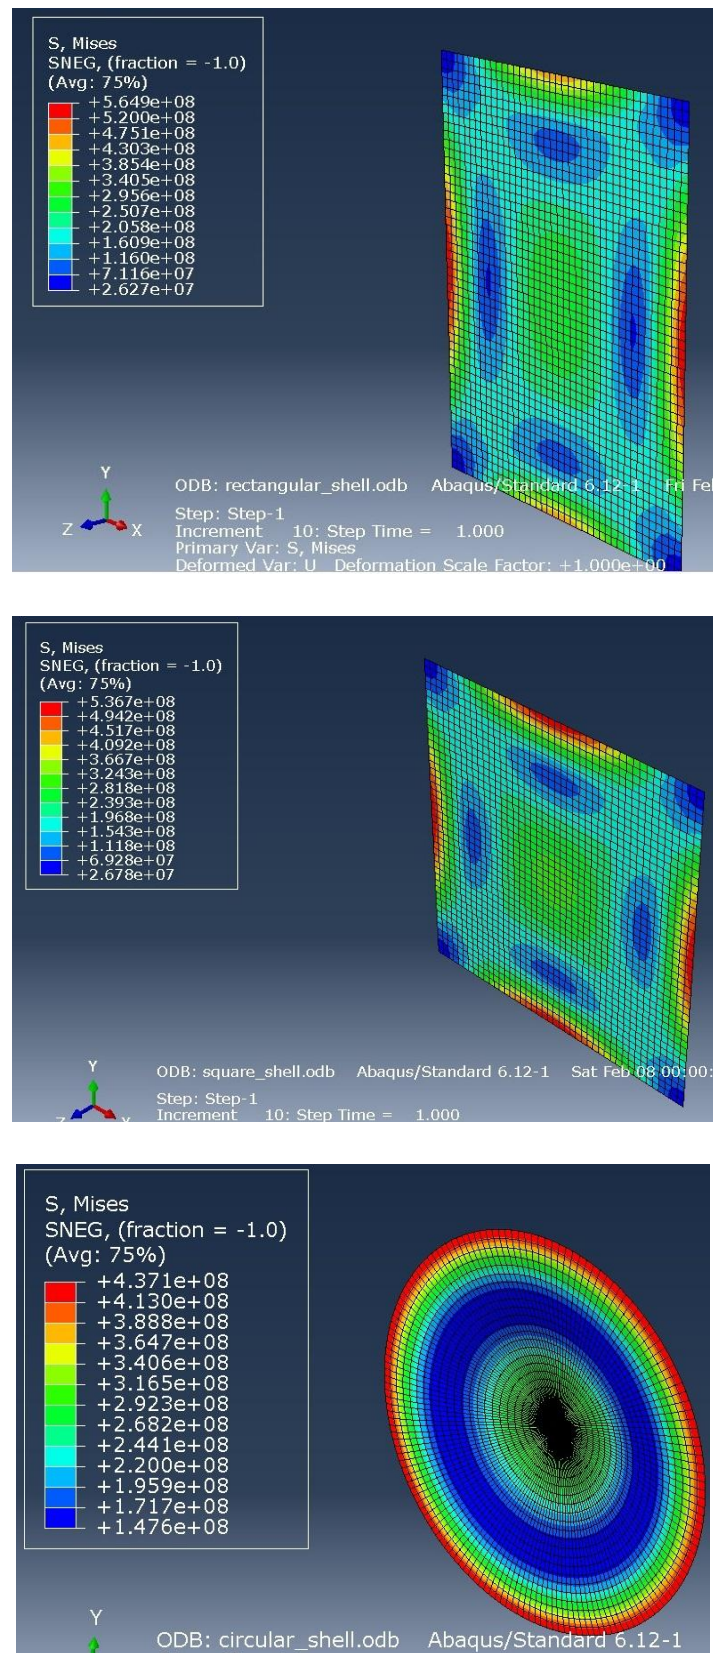 S, Mises
SNEG, (fraction = -1.0)
(Avg: 75%)
+5.649e+08
+5.200e+08
+4.751e+08
+4.303e+08
+3.854e+08
+3.405e+08
+2.956e+08
+2.507e+08
+2.058e+08
+1.609e+08
+1.160e+08
+7.116e+07
+2.627e+07
Y
Z X
ODB: rectangular_shell.odb Abaqus/Standard 6.12-1 Fri Fe
Step: Step-1
Increment 10: Step Time = 1.000
Primary Var: S, Mises
Deformed Var: U Deformation Scale Factor: +1.000e+00
S, Mises
SNEG, (fraction = -1.0)
(Avg: 75%)
+5.367e+08
+4.942e+08
+4.517e+08
+4.092e+08
+3.667e+08
+3.243e+08
+2.818e+08
+2.393e+08
+1.968e+08
+1.543e+08
+1.118e+08
+6.928e+07
+2.678e+07
Y
Z X
ODB: square_shell.odb Abaqus/Standard 6.12-1 Sat Feb 08 00:00:
Step: Step-1
Increment 10: Step Time = 1.000
S, Mises
SNEG, (fraction = -1.0)
(Avg: 75%)
+4.371e+08
+4.130e+08
+3.888e+08
+3.647e+08
+3.406e+08
+3.165e+08
+2.923e+08
+2.682e+08
+2.441e+08
+2.200e+08
+1.959e+08
+1.717e+08
+1.476e+08
Y
ODB: circular_shell.odb Abaqus/Standard 6.12-1